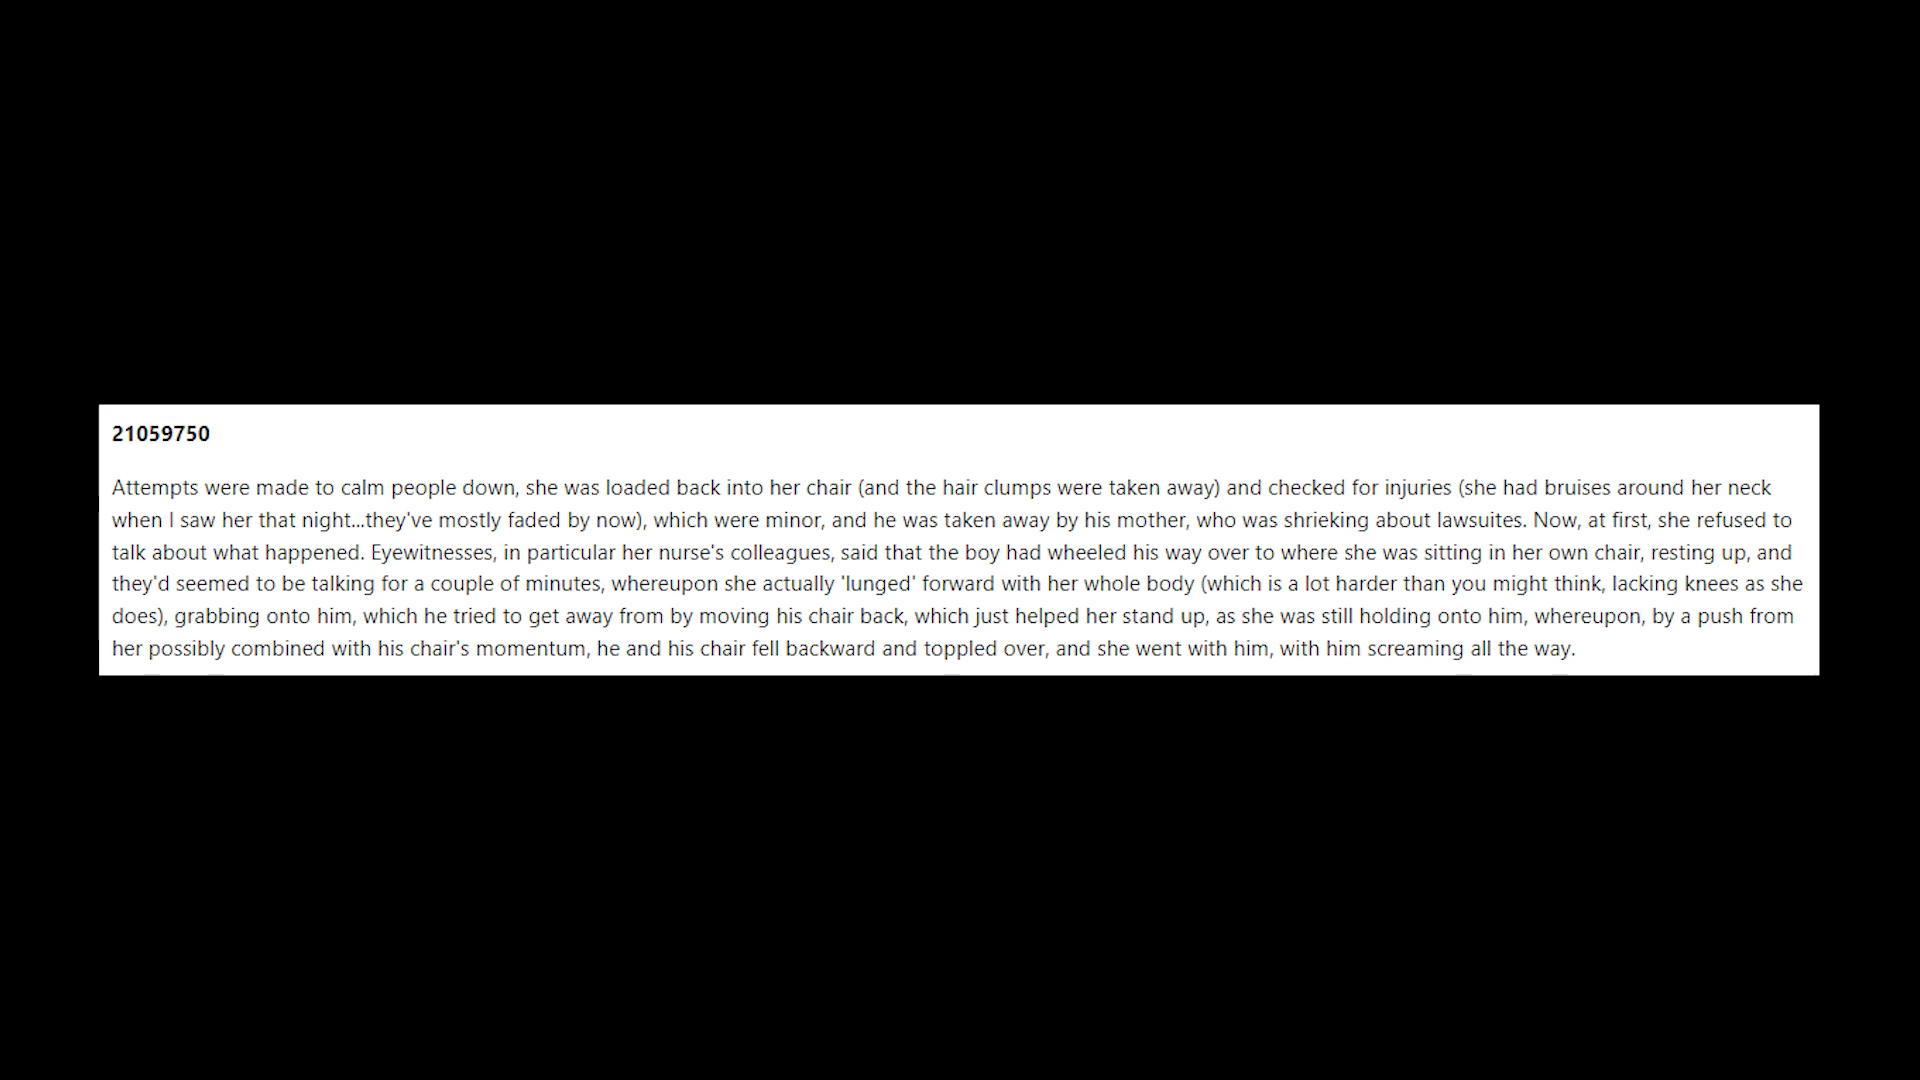 21059750
Attempts were made to calm people down, she was loaded back into her chair (and the hair clumps were taken away) and checked for injuries (she had bruises around her neck
when I saw her that night...they've mostly faded by now), which were minor, and he was taken away by his mother, who was shrieking about lawsuites. Now, at first, she refused to
talk about what happened. Eyewitnesses, in particular her nurse's colleagues, said that the boy had wheeled his way over to where she was sitting in her own chair, resting up, and
they'd seemed to be talking for a couple of minutes, whereupon she actually 'lunged' forward with her whole body (which is a lot harder than you might think, lacking knees as she
does), grabbing onto him, which he tried to get away from by moving his chair back, which just helped her stand up, as she was still holding onto him, whereupon, by a push from
her possibly combined with his chair's momentum, he and his chair fell backward and toppled over, and she went with him, with him screaming all the way.